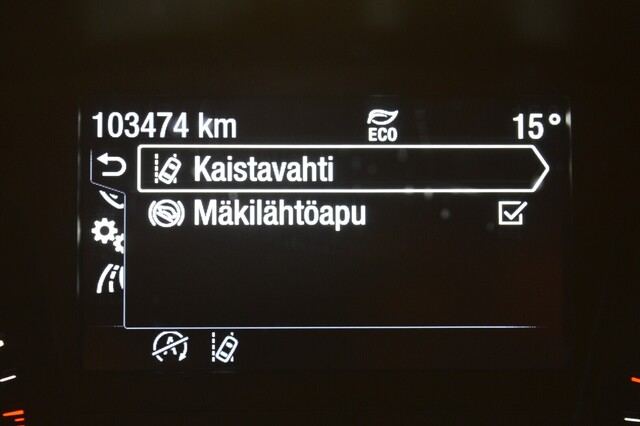 103474 km ECO 15°
Kaistavahti
Mäkilähtöapu
A